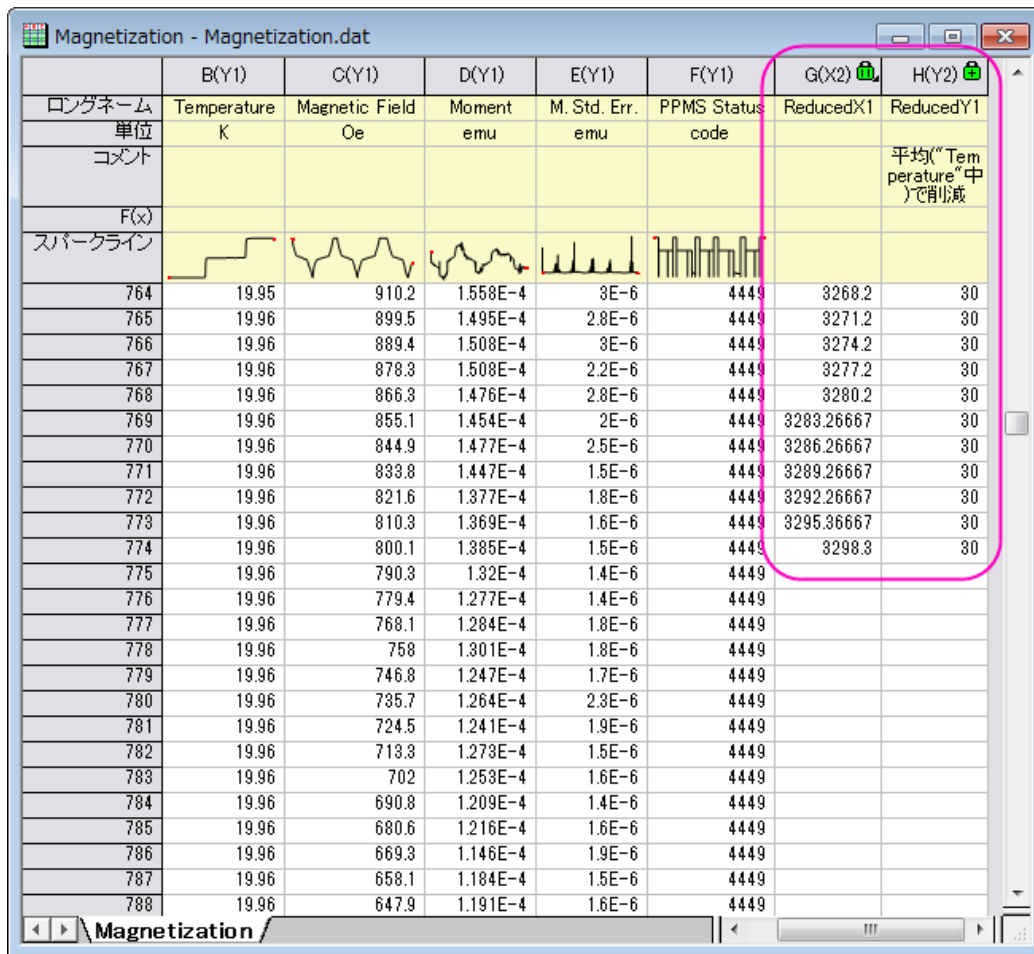 Magnetization - Magnetization.dat
B(Y1) C(Y1) D(Y1) E(Y1) F(Y1) G(X2) H(Y2)
ロングネーム Temperature Magnetic Field Moment M. Std. Err. PPMS Status ReducedX1 ReducedY1
単位 K Oe emu emu code
コメント 平均("Tem
perature"中
)で削減
F(x)
スパークライン
764 19.95 910.2 1.558E-4 3E-6 4449 3268.2 30
765 19.96 899.5 1.495E-4 2.8E-6 4449 3271.2 30
766 19.96 889.4 1.508E-4 3E-6 4449 3274.2 30
767 19.96 878.3 1.508E-4 2.2E-6 4449 3277.2 30
768 19.96 866.3 1.476E-4 2.8E-6 4449 3280.2 30
769 19.96 855.1 1.454E-4 2E-6 4449 3283.26667 30
770 19.96 844.9 1.477E-4 2.5E-6 4449 3286.26667 30
771 19.96 833.8 1.447E-4 1.5E-6 4449 3289.26667 30
772 19.96 821.6 1.377E-4 1.8E-6 4449 3292.26667 30
773 19.96 810.3 1.369E-4 1.6E-6 4449 3295.36667 30
774 19.96 800.1 1.385E-4 1.5E-6 4449 3298.3 30
775 19.96 790.3 1.32E-4 1.4E-6 4449
776 19.96 779.4 1.277E-4 1.4E-6 4449
777 19.96 768.1 1.284E-4 1.8E-6 4449
778 19.96 758 1.301E-4 1.8E-6 4449
779 19.96 746.8 1.247E-4 1.7E-6 4449
780 19.96 735.7 1.264E-4 2.3E-6 4449
781 19.96 724.5 1.241E-4 1.9E-6 4449
782 19.96 713.3 1.273E-4 1.5E-6 4449
783 19.96 702 1.253E-4 1.6E-6 4449
784 19.96 690.8 1.209E-4 1.4E-6 4449
785 19.96 680.6 1.216E-4 1.6E-6 4449
786 19.96 669.3 1.146E-4 1.9E-6 4449
787 19.96 658.1 1.184E-4 1.5E-6 4449
788 19.96 647.9 1.191E-4 1.6E-6 4449
Magnetization